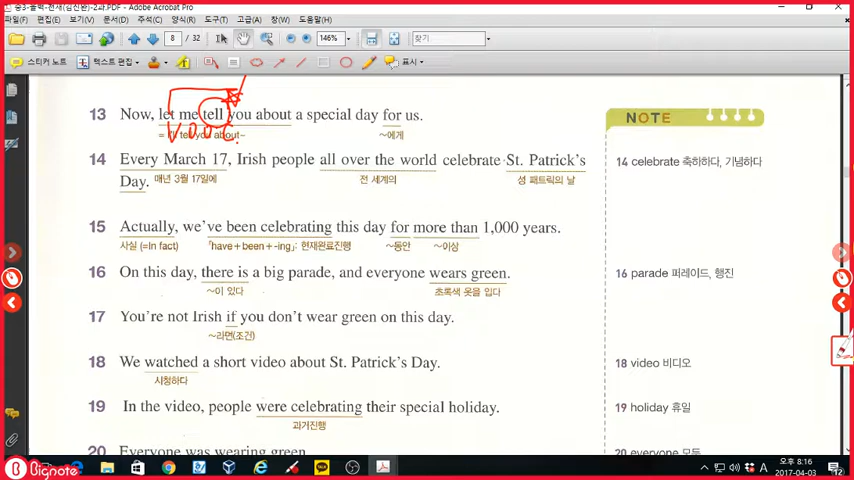 중3-블럭-천재(김진완)-2과.PDF - Adobe Acrobat Pro
파일(F) 편집(E) 보기(V) 주석(C) 양식(R) 도구(T) 고급(A) 창(W) 도움말(H)
8 / 32 146% 찾기
스티커 노트 텍스트 편집 표시
13 Now, let me tell you about a special day for us.
= I'll tell you about~ ~에게
V O O.C
NOTE
14 Every March 17, Irish people all over the world celebrate St. Patrick's
14 celebrate 축하하다, 기념하다
매년 3월 17일에 전 세계의 성 패트릭의 날
Day.
15 Actually, we've been celebrating this day for more than 1,000 years.
사실 (=In fact) 「have+been+-ing」: 현재완료진행 ~동안 ~이상
16 On this day, there is a big parade, and everyone wears green.
16 parade 퍼레이드, 행진
~이 있다 초록색 옷을 입다
17 You're not Irish if you don't wear green on this day.
~라면(조건)
18 We watched a short video about St. Patrick's Day.
18 video 비디오
시청하다
19 In the video, people were celebrating their special holiday.
19 holiday 휴일
과거진행
20 Everyone was wearing green.
20 everyone 모두
Bignote
A 오후 8:16
2017-04-03
12